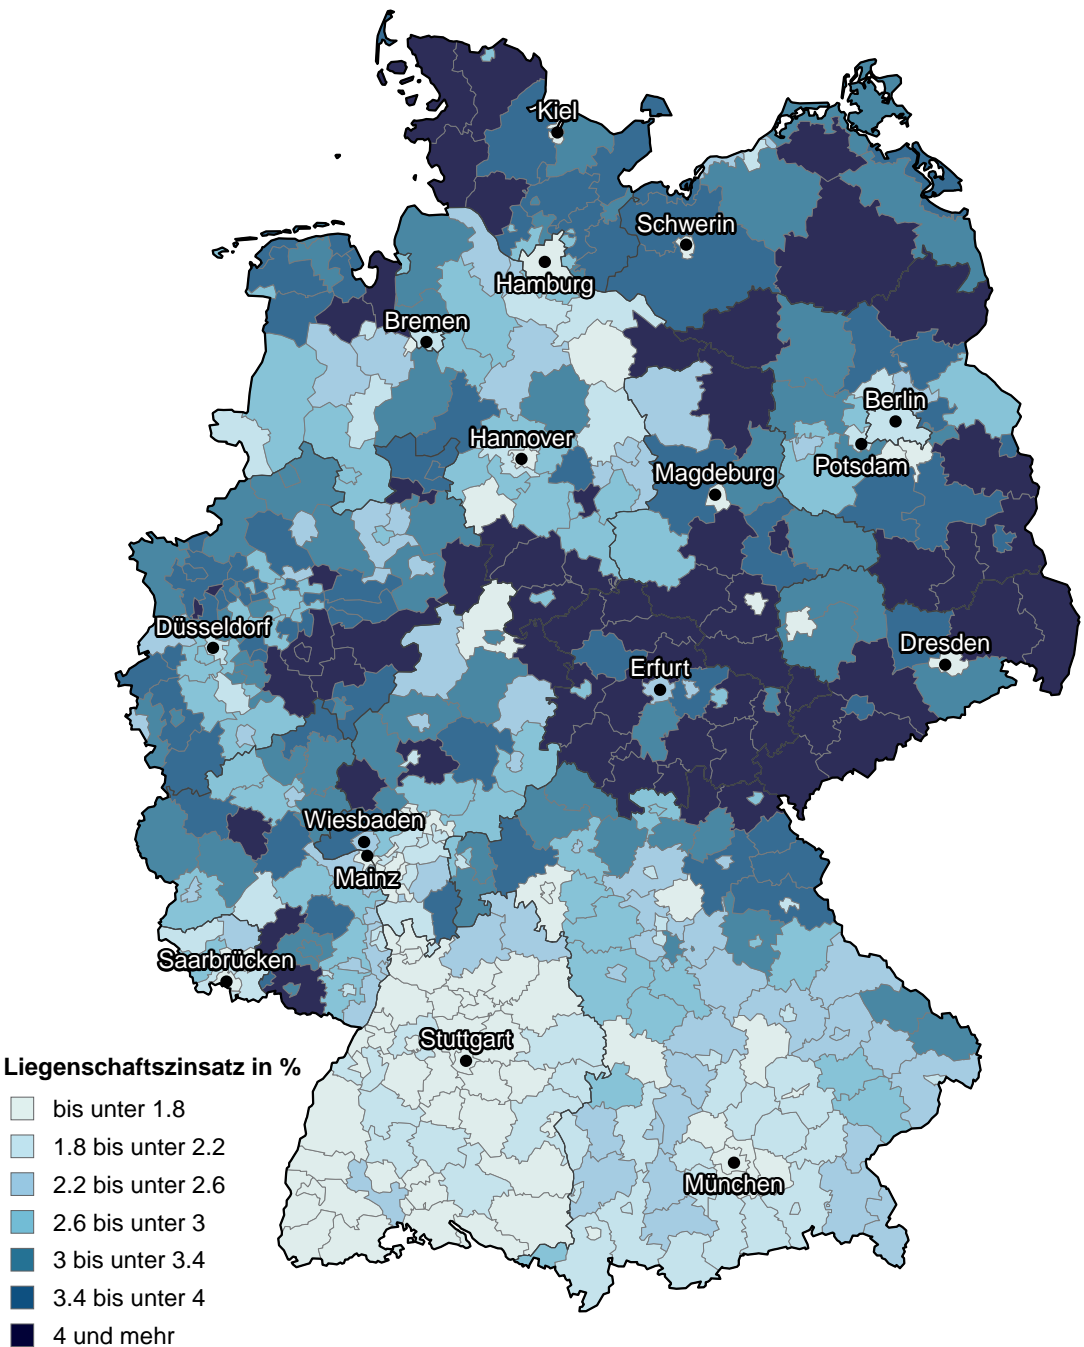 Kiel
Schwerin
Hamburg
Bremen
Berlin
Hannover
Potsdam
Magdeburg
Düsseldorf
Dresden
Erfurt
Wiesbaden
Mainz
Saarbrücken
Stuttgart
München
Liegenschaftszinsatz in %
bis unter 1.8
1.8 bis unter 2.2
2.2 bis unter 2.6
2.6 bis unter 3
3 bis unter 3.4
3.4 bis unter 4
4 und mehr